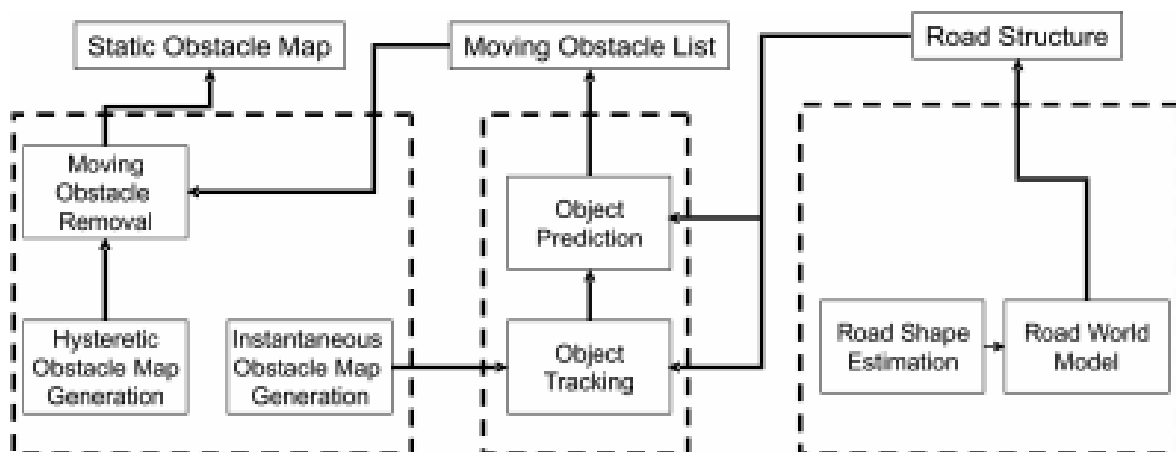 Static Obstacle Map
Moving Obstacle List
Road Structure
Moving
Obstacle
Removal
Object
Prediction
Hysteretic
Obstacle Map
Generation
Instantaneous
Obstacle Map
Generation
Object
Tracking
Road Shape
Estimation
Road World
Model